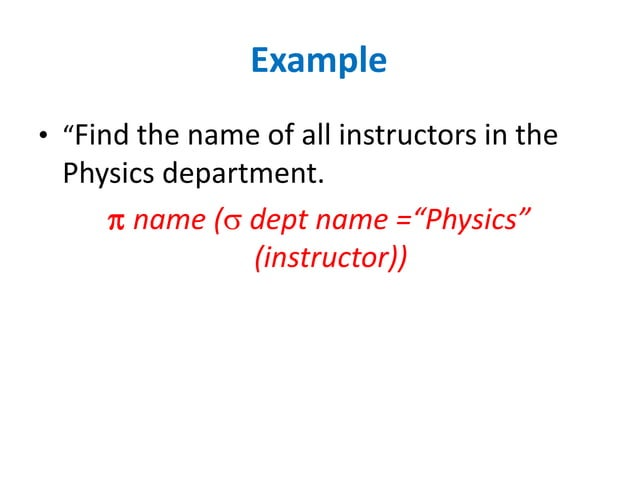 Example
• “Find the name of all instructors in the
Physics department.
π name (σ dept name =“Physics”
(instructor))